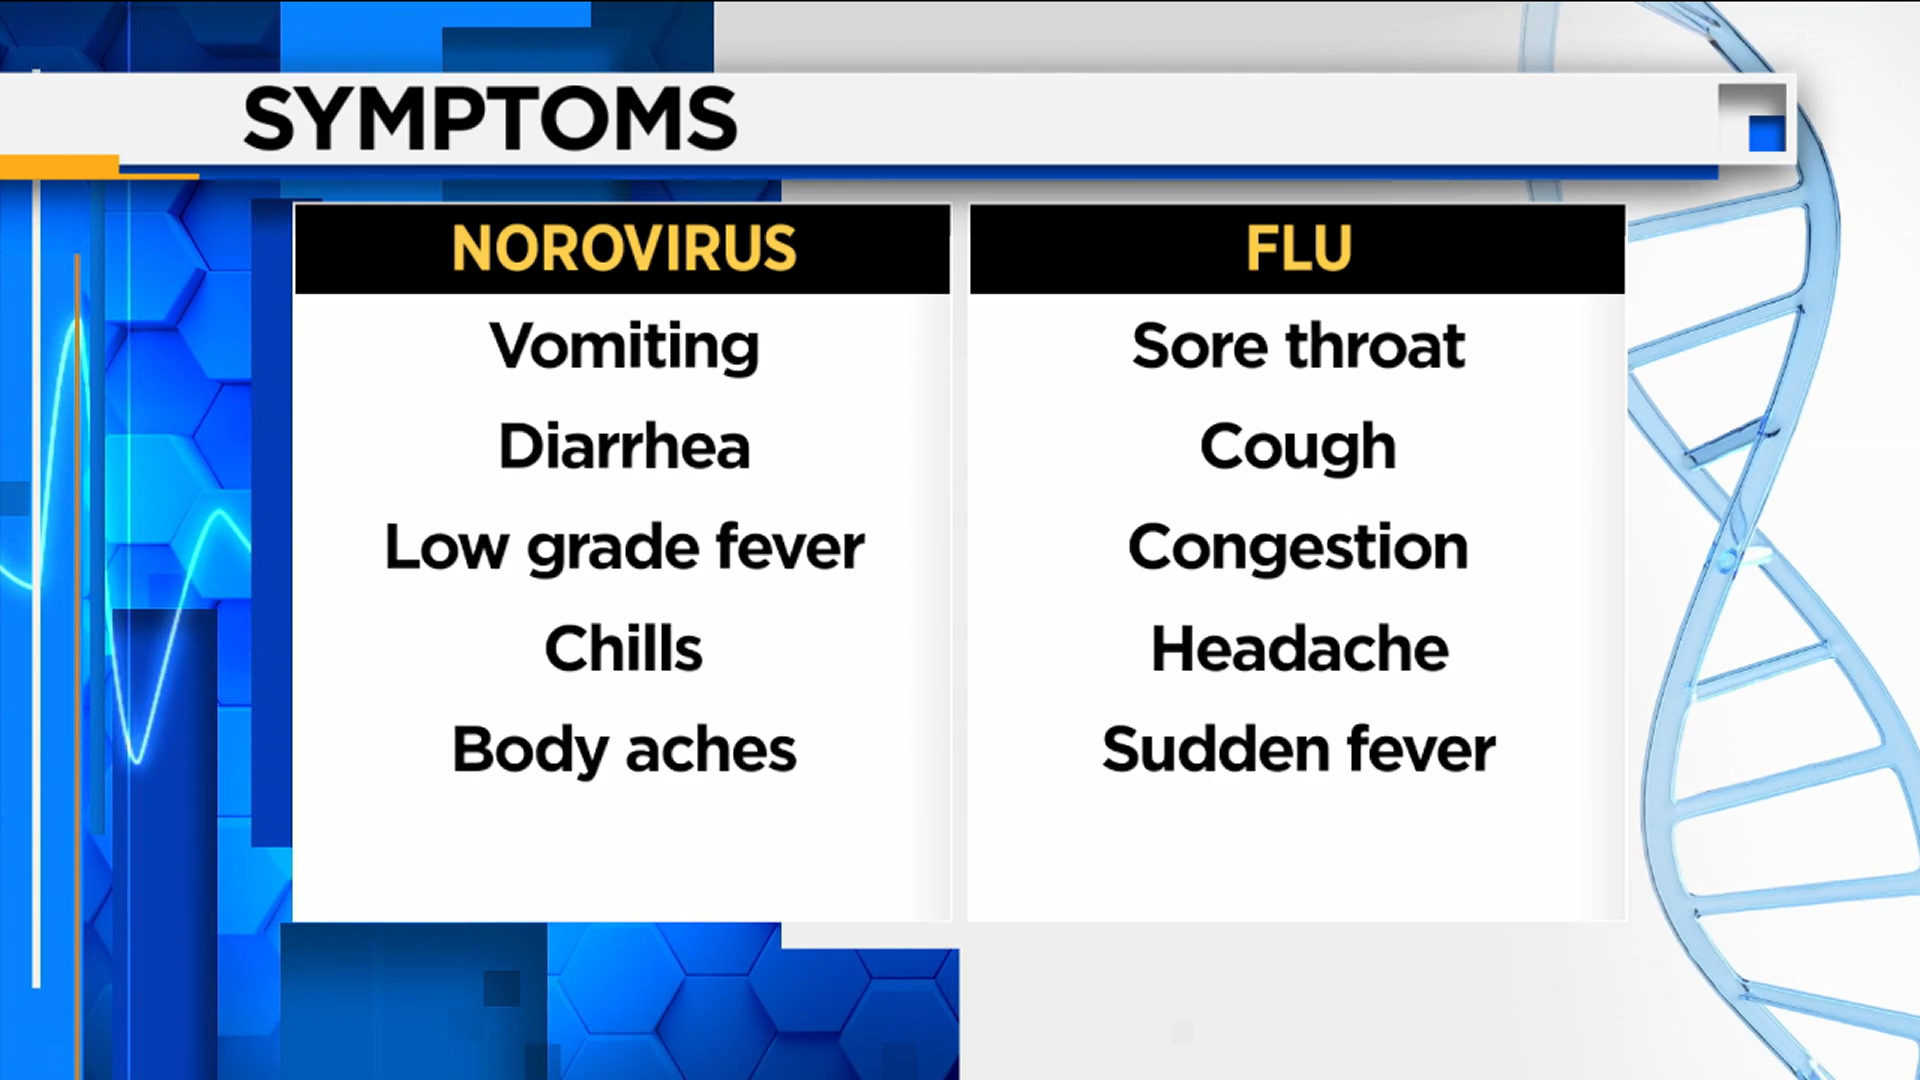 SYMPTOMS
NOROVIRUS
Vomiting
Diarrhea
Low grade fever
Chills
Body aches
FLU
Sore throat
Cough
Congestion
Headache
Sudden fever